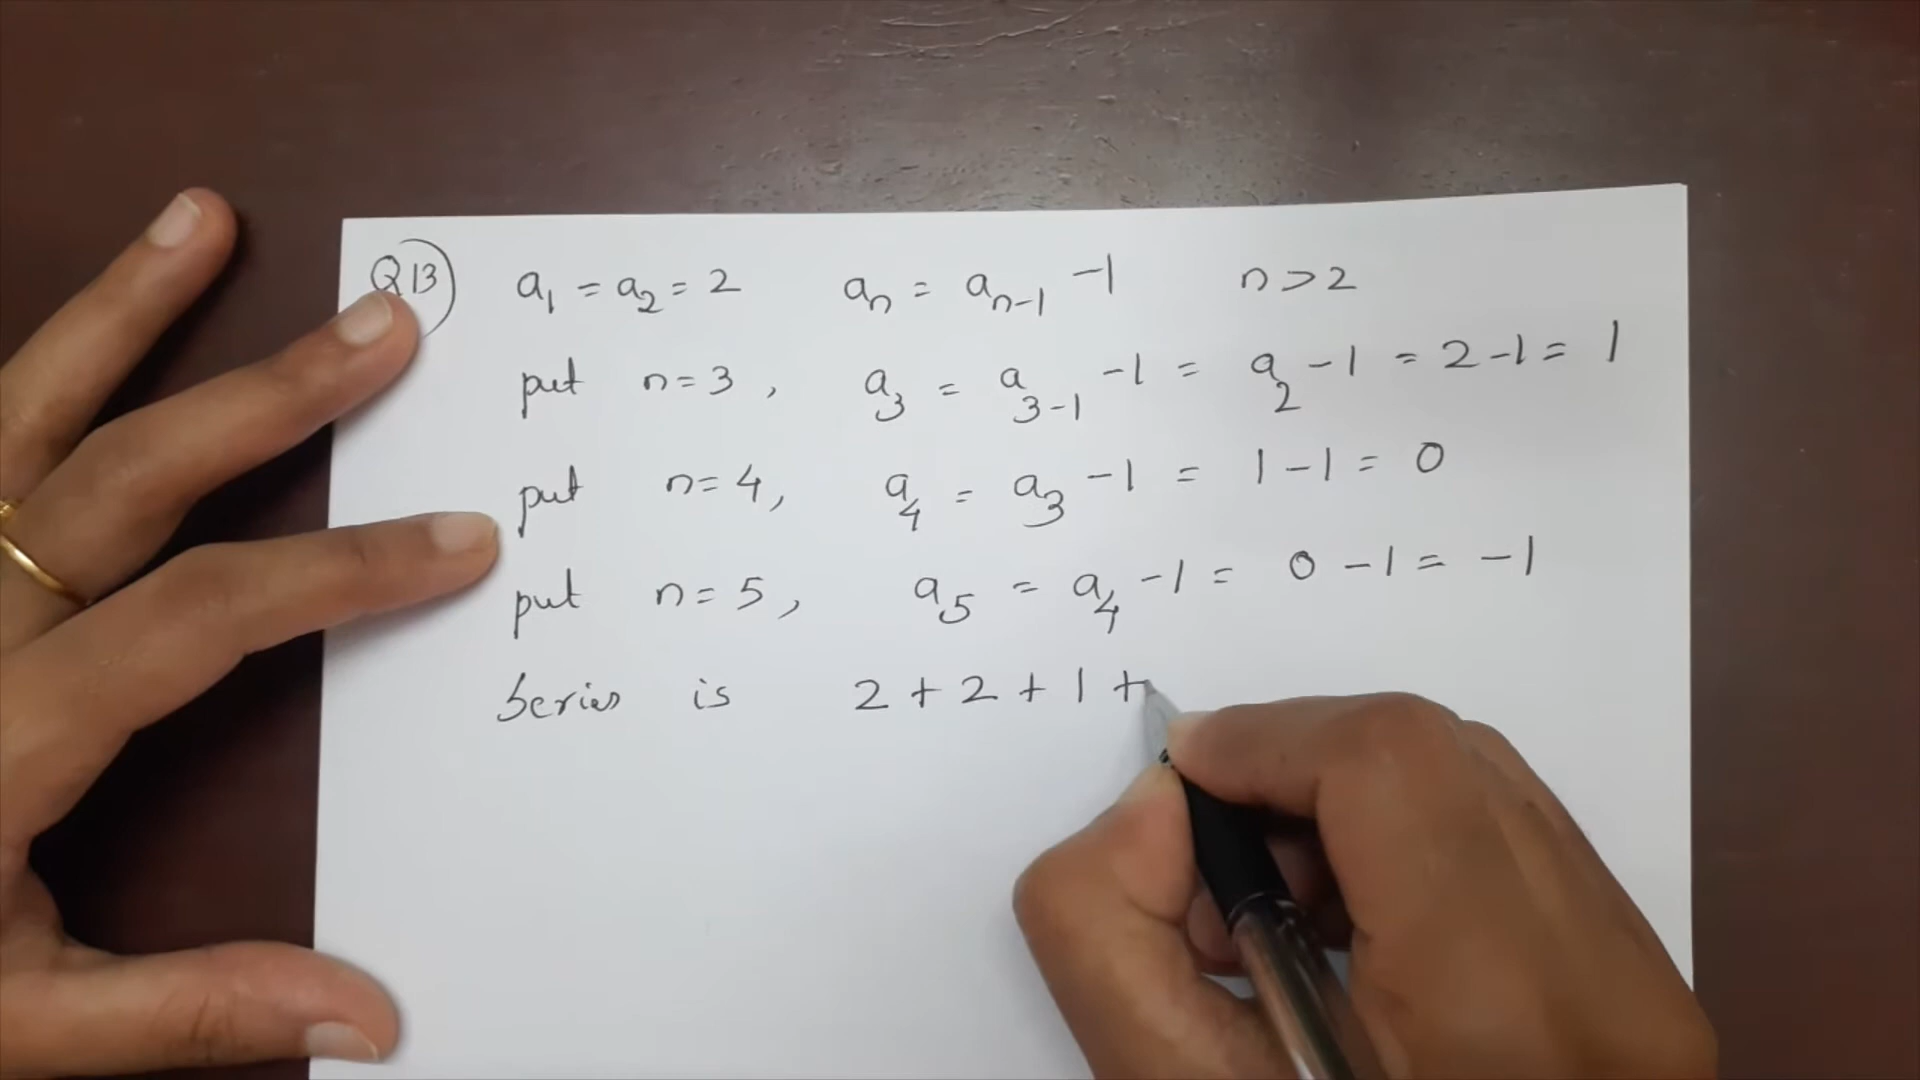 Q13 a₁ = a₂ = 2 aₙ = aₙ₋₁ -1 n > 2
put n=3, a₃ = a₃₋₁ -1 = a₂ -1 = 2-1 = 1
put n=4, a₄ = a₃ -1 = 1-1 = 0
put n=5, a₅ = a₄ -1 = 0-1 = -1
Series is 2 + 2 + 1 +